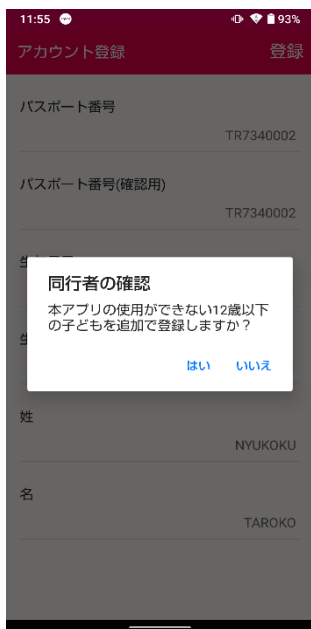 11:55 93%
アカウント登録 登録
パスポート番号
TR7340002
パスポート番号(確認用)
TR7340002
同行者の確認
本アプリの使用ができない12歳以下
の子どもを追加で登録しますか？
はい いいえ
姓
NYUKOKU
名
TAROKO